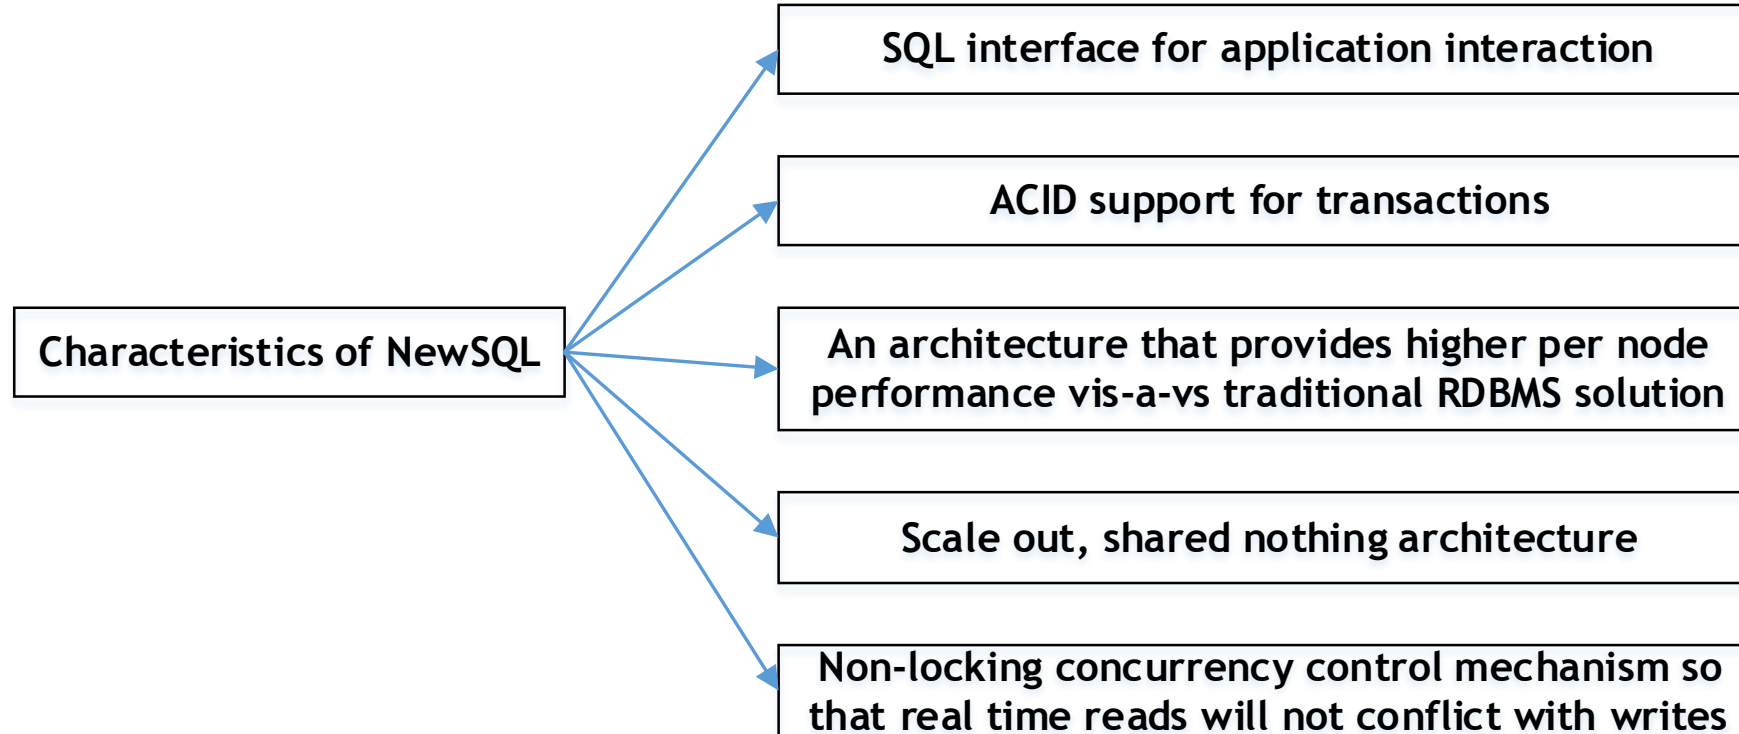 SQL interface for application interaction
ACID support for transactions
Characteristics of NewSQL
An architecture that provides higher per node
performance vis-a-vs traditional RDBMS solution
Scale out, shared nothing architecture
Non-locking concurrency control mechanism so
that real time reads will not conflict with writes